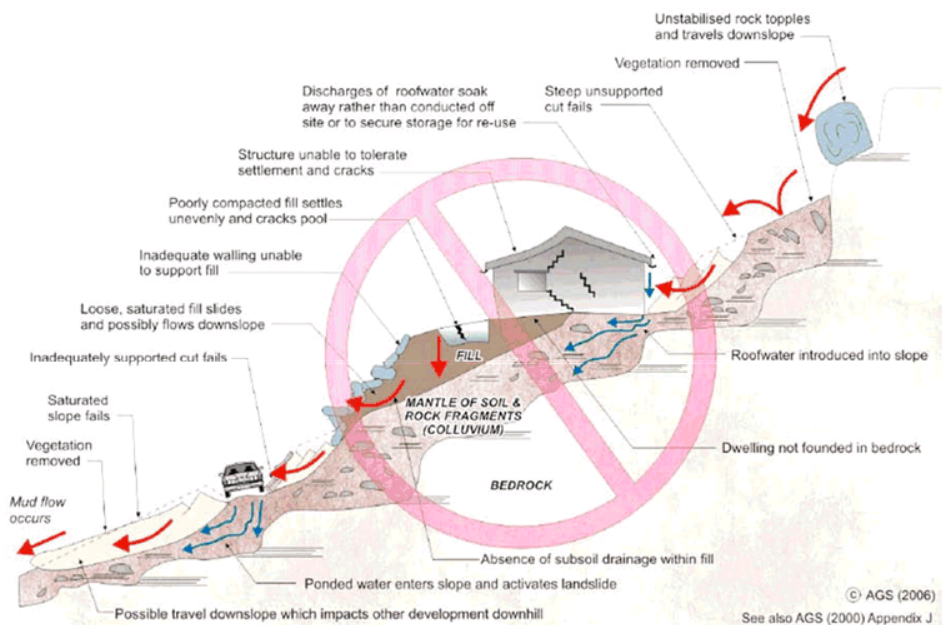 Unstabilised rock topples
and travels downslope
Vegetation removed
Discharges of roofwater soak
away rather than conducted off
site or to secure storage for re-use
Steep unsupported
cut fails
Structure unable to tolerate
settlement and cracks
Poorly compacted fill settles
unevenly and cracks pool
Inadequate walling unable
to support fill
Loose, saturated fill slides
and possibly flows downslope
Inadequately supported cut fails
Roofwater introduced into slope
FILL
Saturated
slope fails
MANTLE OF SOIL &
ROCK FRAGMENTS
(COLLUVIUM)
Vegetation
removed
Dwelling not founded in bedrock
BEDROCK
Mud flow
occurs
Absence of subsoil drainage within fill
Ponded water enters slope and activates landslide
Possible travel downslope which impacts other development downhill
© AGS (2006)
See also AGS (2000) Appendix J